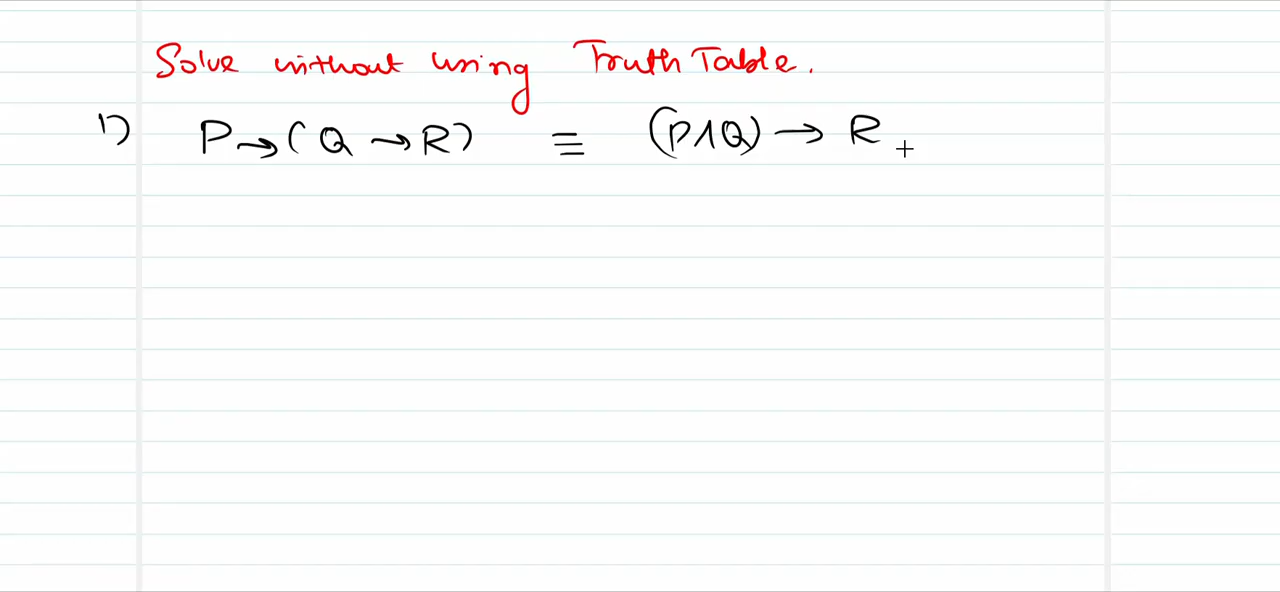 Solve without using Truth Table.
1) P→(Q→R) ≡ (P∧Q)→R